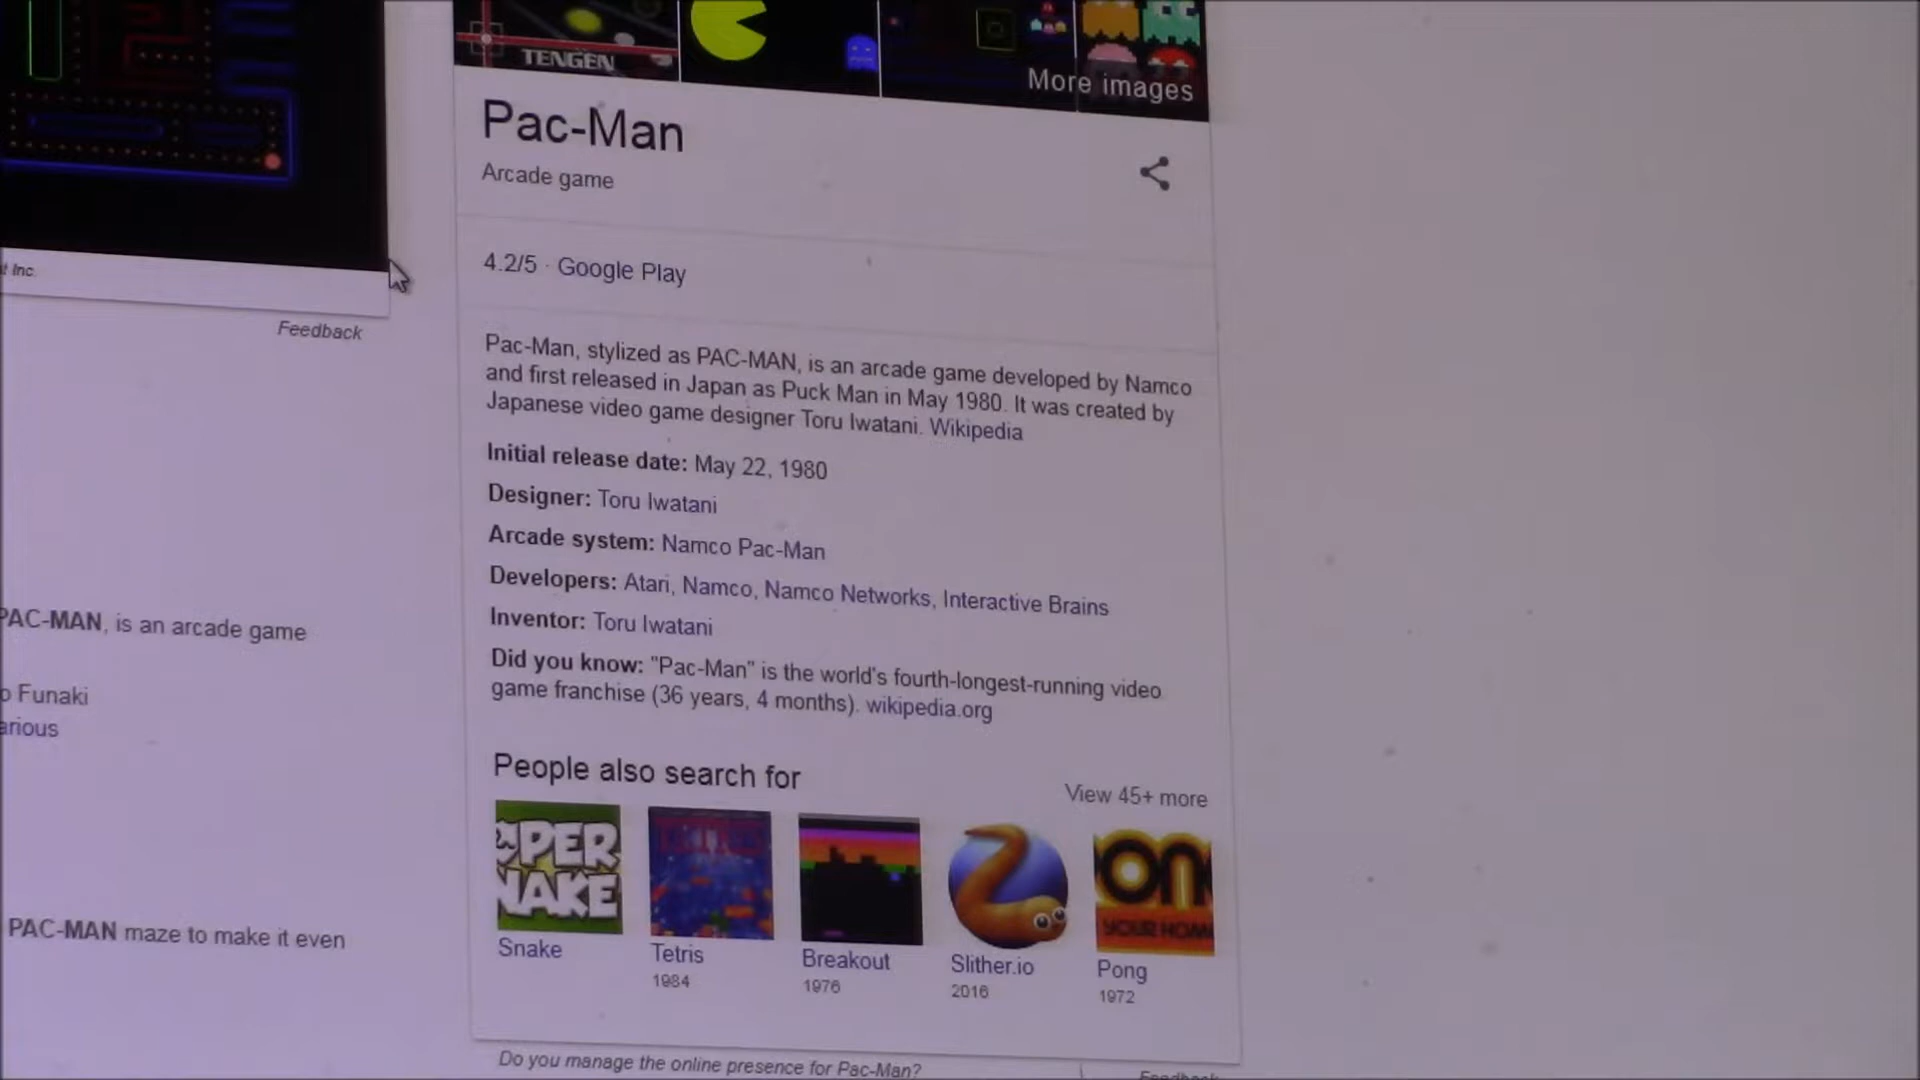 TENGEN
More images
Pac-Man
Arcade game
4.2/5 · Google Play
Inc.
Feedback
Pac-Man, stylized as PAC-MAN, is an arcade game developed by Namco
and first released in Japan as Puck Man in May 1980. It was created by
Japanese video game designer Toru Iwatani. Wikipedia
Initial release date: May 22, 1980
Designer: Toru Iwatani
Arcade system: Namco Pac-Man
Developers: Atari, Namco, Namco Networks, Interactive Brains
Inventor: Toru Iwatani
Did you know: "Pac-Man" is the world's fourth-longest-running video
game franchise (36 years, 4 months). wikipedia.org
PAC-MAN, is an arcade game
o Funaki
arious
PAC-MAN maze to make it even
People also search for
View 45+ more
UPER
NAKE
TETRIS
ON
YOUR HOM
Snake
Tetris
1984
Breakout
1976
Slither.io
2016
Pong
1972
Do you manage the online presence for Pac-Man?
Feedback